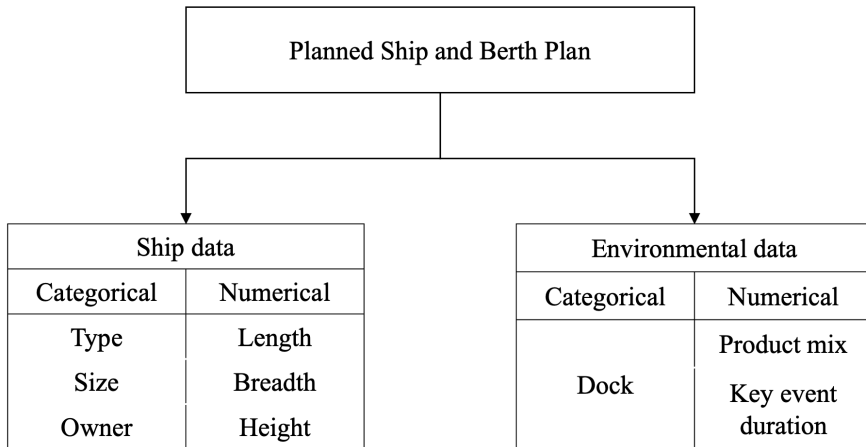 Planned Ship and Berth Plan
Ship data
Categorical Numerical
Type Length
Size Breadth
Owner Height
Environmental data
Categorical Numerical
Dock
Product mix
Key event
duration